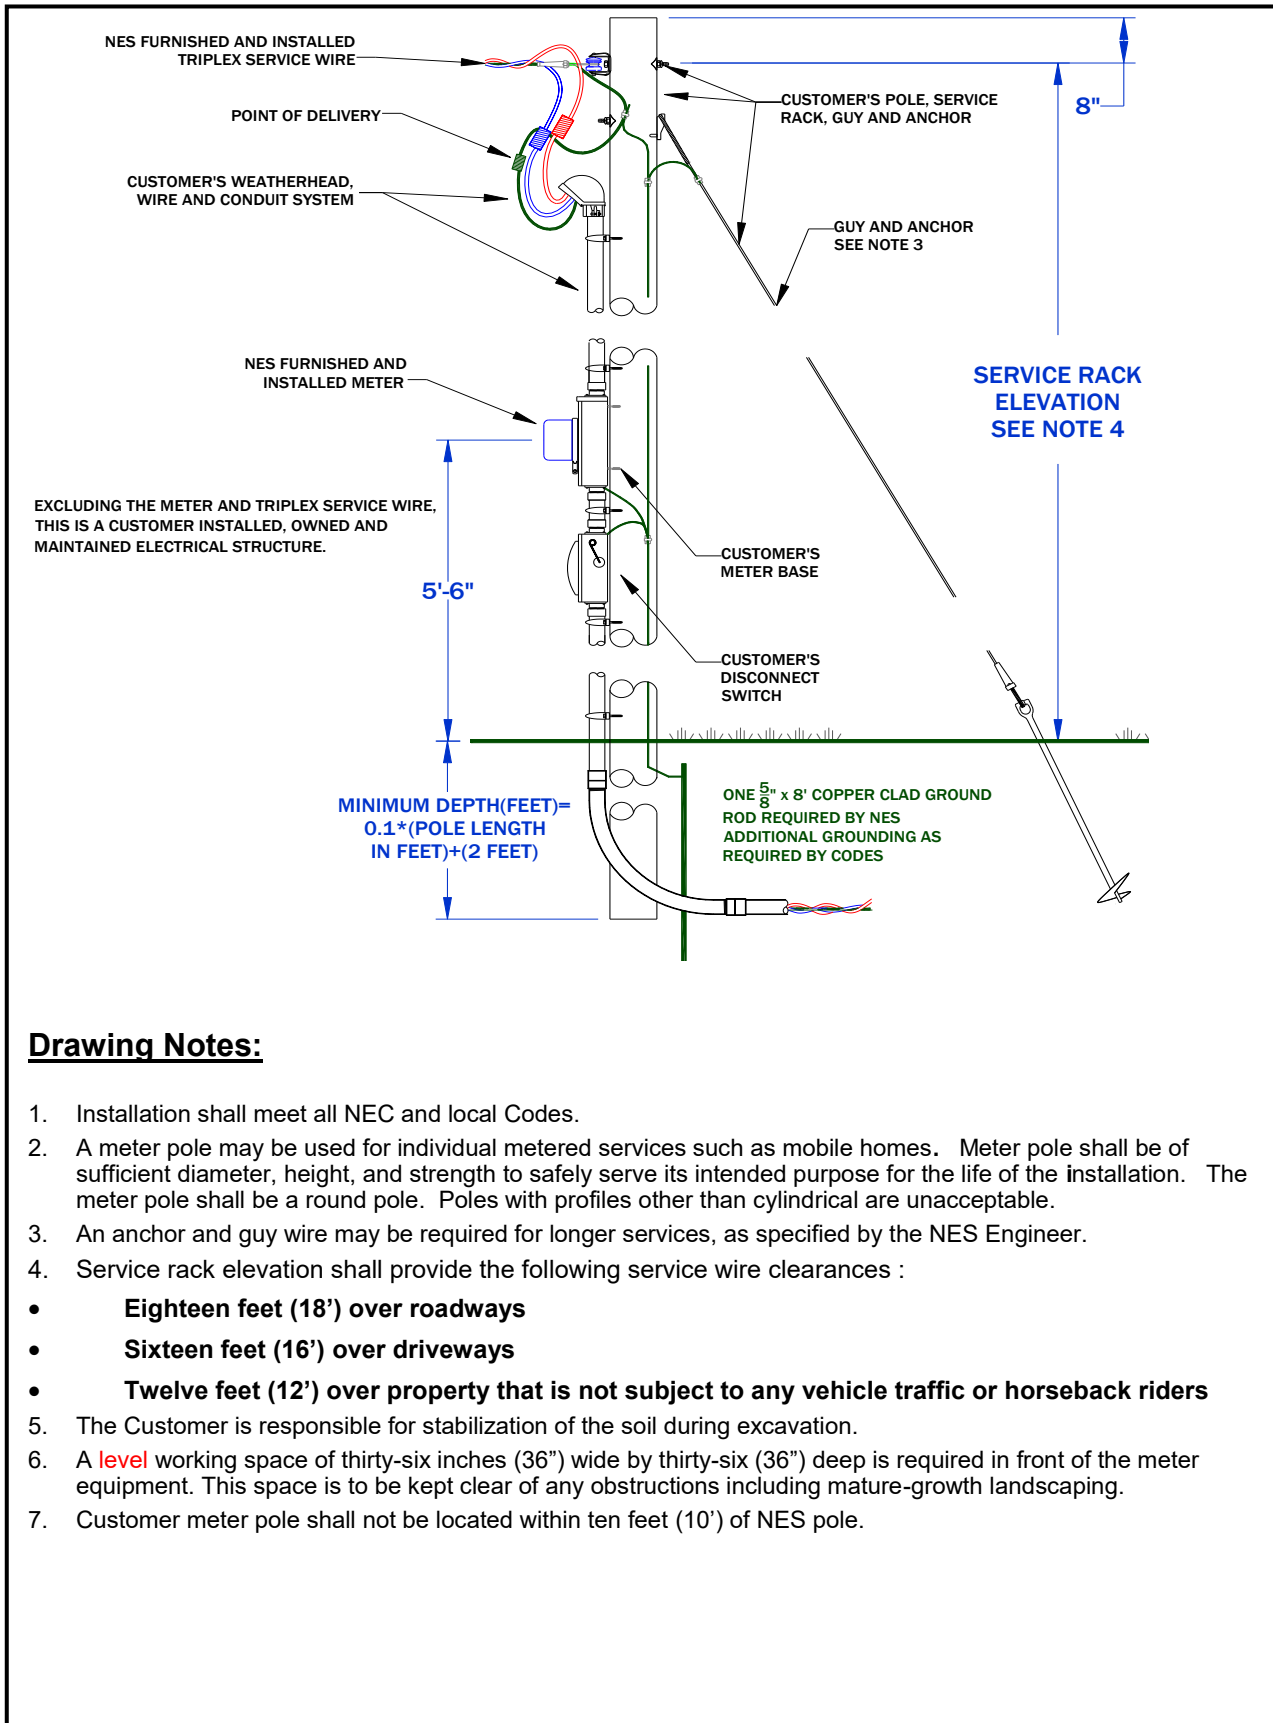 NES FURNISHED AND INSTALLED
TRIPLEX SERVICE WIRE
POINT OF DELIVERY
CUSTOMER'S WEATHERHEAD,
WIRE AND CONDUIT SYSTEM
8"
CUSTOMER'S POLE, SERVICE
RACK, GUY AND ANCHOR
GUY AND ANCHOR
SEE NOTE 3
NES FURNISHED AND
INSTALLED METER
SERVICE RACK
ELEVATION
SEE NOTE 4
EXCLUDING THE METER AND TRIPLEX SERVICE WIRE,
THIS IS A CUSTOMER INSTALLED, OWNED AND
MAINTAINED ELECTRICAL STRUCTURE.
5'-6"
CUSTOMER'S
METER BASE
CUSTOMER'S
DISCONNECT
SWITCH
MINIMUM DEPTH(FEET)=
0.1*(POLE LENGTH
IN FEET)+(2 FEET)
ONE 5/8" x 8' COPPER CLAD GROUND
ROD REQUIRED BY NES
ADDITIONAL GROUNDING AS
REQUIRED BY CODES
Drawing Notes:
1. Installation shall meet all NEC and local Codes.
2. A meter pole may be used for individual metered services such as mobile homes. Meter pole shall be of
sufficient diameter, height, and strength to safely serve its intended purpose for the life of the installation. The
meter pole shall be a round pole. Poles with profiles other than cylindrical are unacceptable.
3. An anchor and guy wire may be required for longer services, as specified by the NES Engineer.
4. Service rack elevation shall provide the following service wire clearances :
• Eighteen feet (18’) over roadways
• Sixteen feet (16’) over driveways
• Twelve feet (12’) over property that is not subject to any vehicle traffic or horseback riders
5. The Customer is responsible for stabilization of the soil during excavation.
6. A level working space of thirty-six inches (36”) wide by thirty-six (36”) deep is required in front of the meter
equipment. This space is to be kept clear of any obstructions including mature-growth landscaping.
7. Customer meter pole shall not be located within ten feet (10’) of NES pole.